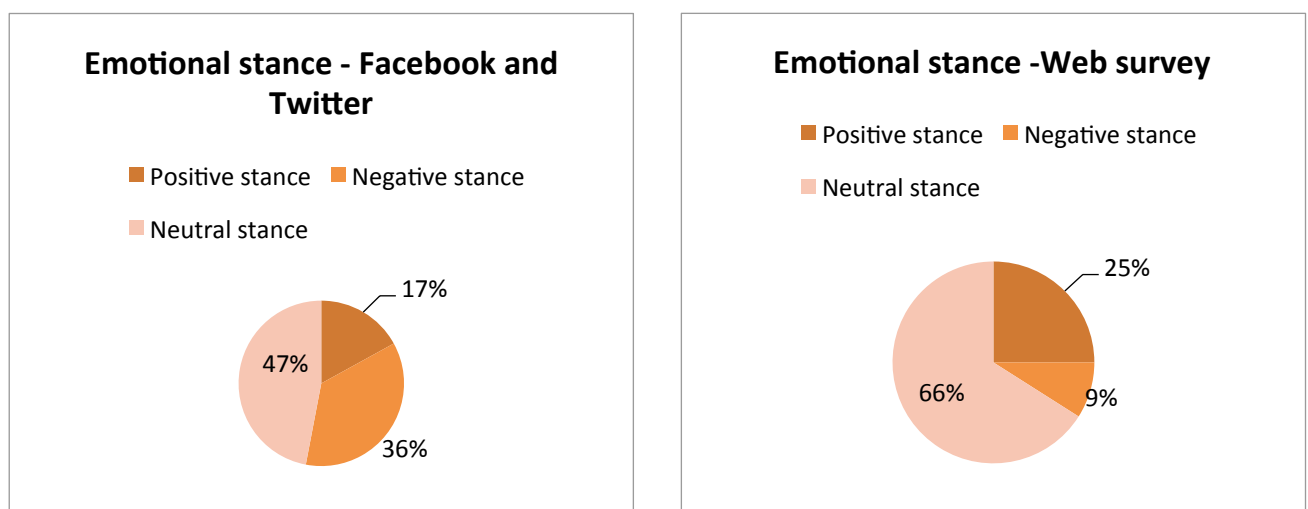 Emotional stance - Facebook and
Twitter
Positive stance Negative stance
Neutral stance
17%
47%
36%
Emotional stance -Web survey
Positive stance Negative stance
Neutral stance
25%
66%
9%